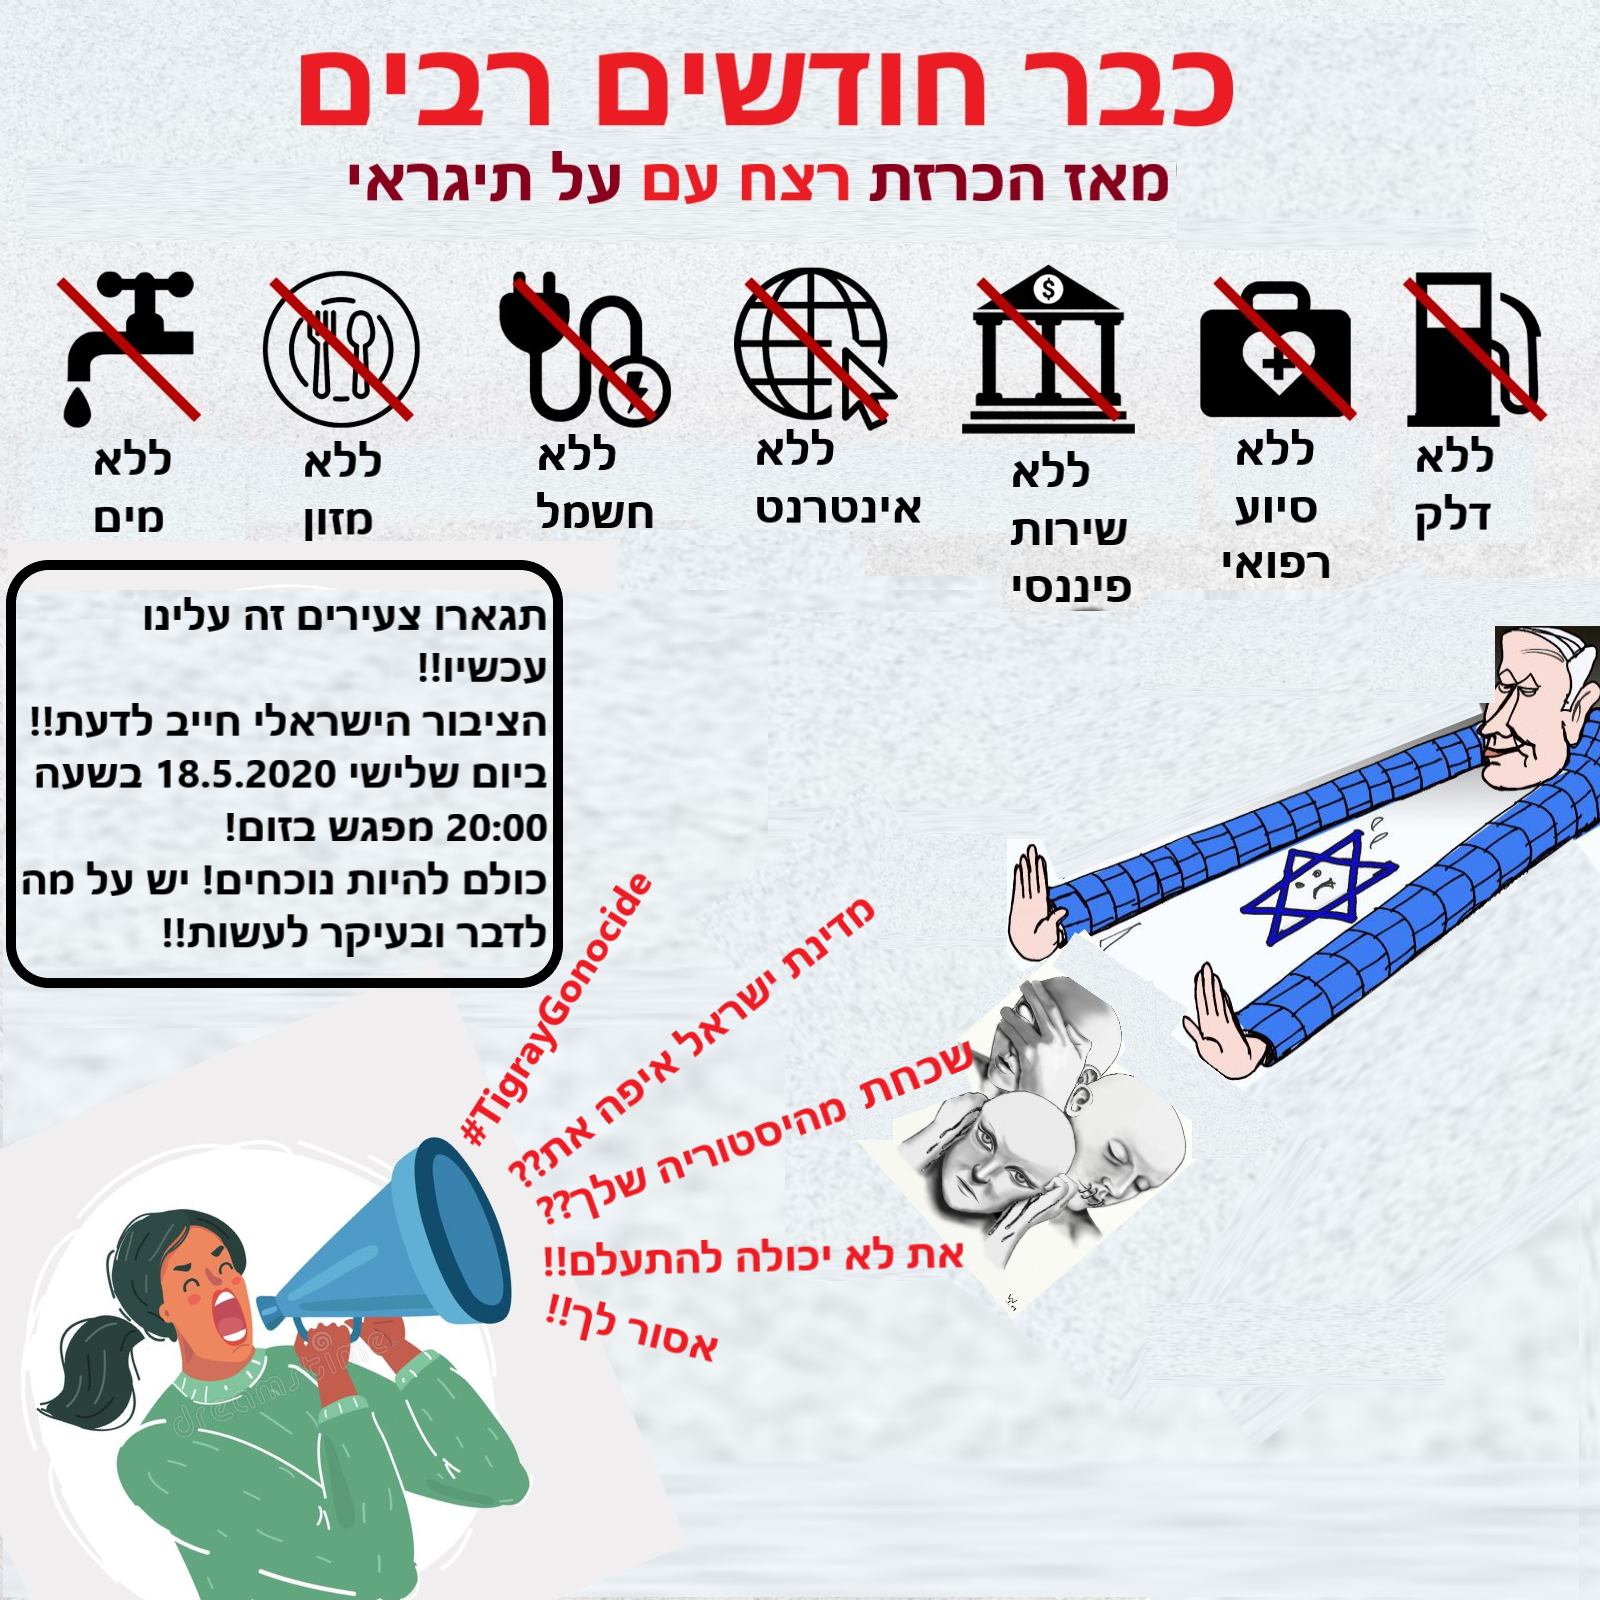 כבר חודשים רבים
מאז הכרזת רצח עם על תיגראי
ללא
דלק
ללא
סיוע
רפואי
ללא
שירות
פיננסי
ללא
אינטרנט
ללא
חשמל
ללא
מזון
ללא
מים
תגארו צעירים זה עלינו
עכשיו!!
הציבור הישראלי חייב לדעת!!
ביום שלישי 18.5.2020 בשעה
20:00 מפגש בזום!
כולם להיות נוכחים! יש על מה
לדבר ובעיקר לעשות!!
#TigrayGonocide
מדינת ישראל איפה את??
שכחת מהיסטוריה שלך??
את לא יכולה להתעלם!!
אסור לך!!
dreamstime